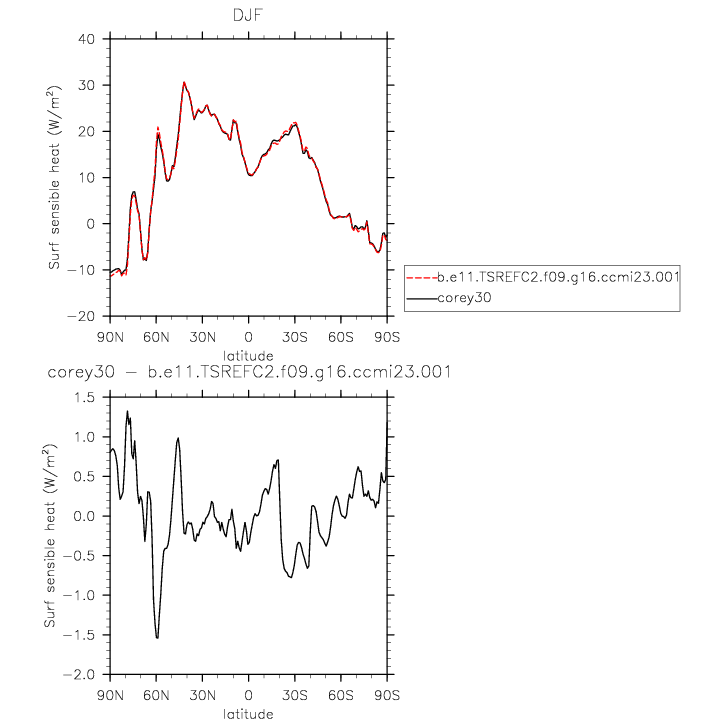 DJF
Surf sensible heat (W/m²)
40
30
20
10
0
−10
−20
90N 60N 30N 0 30S 60S 90S
latitude
b.e11.TSREFC2.f09.g16.ccmi23.001
corey30
corey30 − b.e11.TSREFC2.f09.g16.ccmi23.001
Surf sensible heat (W/m²)
1.5
1.0
0.5
0.0
−0.5
−1.0
−1.5
−2.0
90N 60N 30N 0 30S 60S 90S
latitude